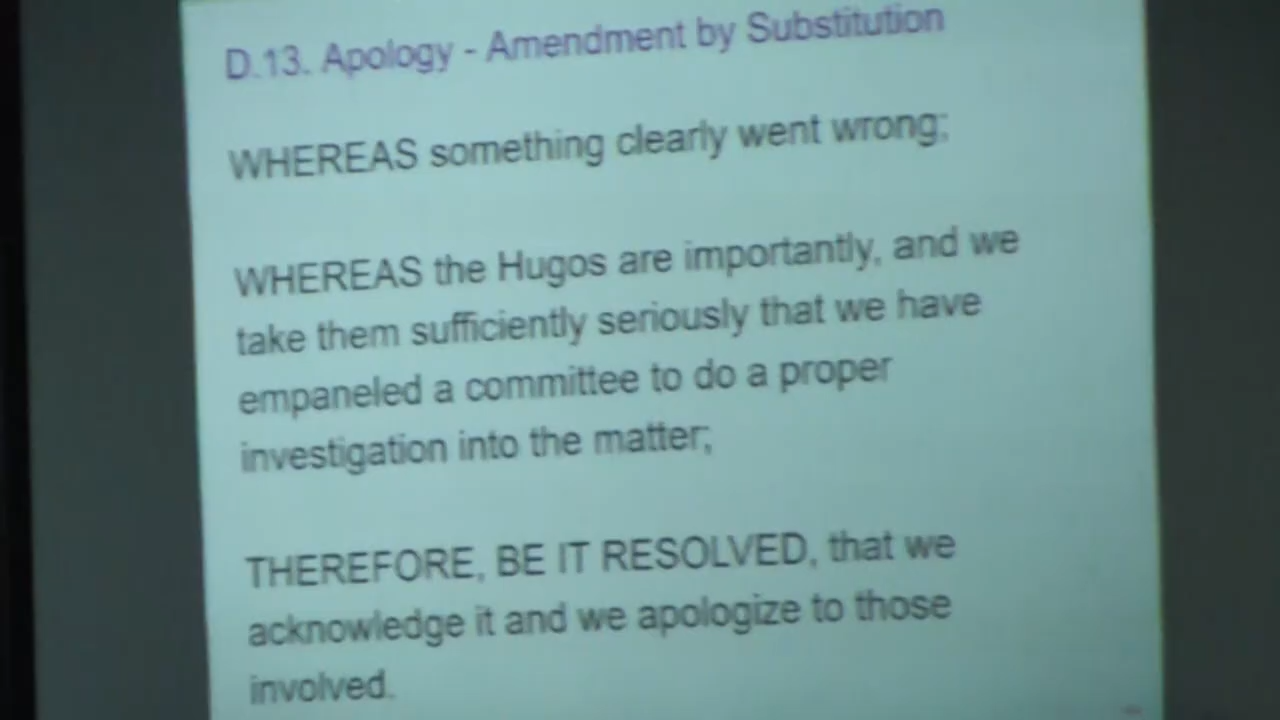 D.13. Apology - Amendment by Substitution
WHEREAS something clearly went wrong;
WHEREAS the Hugos are importantly, and we
take them sufficiently seriously that we have
empaneled a committee to do a proper
investigation into the matter;
THEREFORE, BE IT RESOLVED, that we
acknowledge it and we apologize to those
involved.